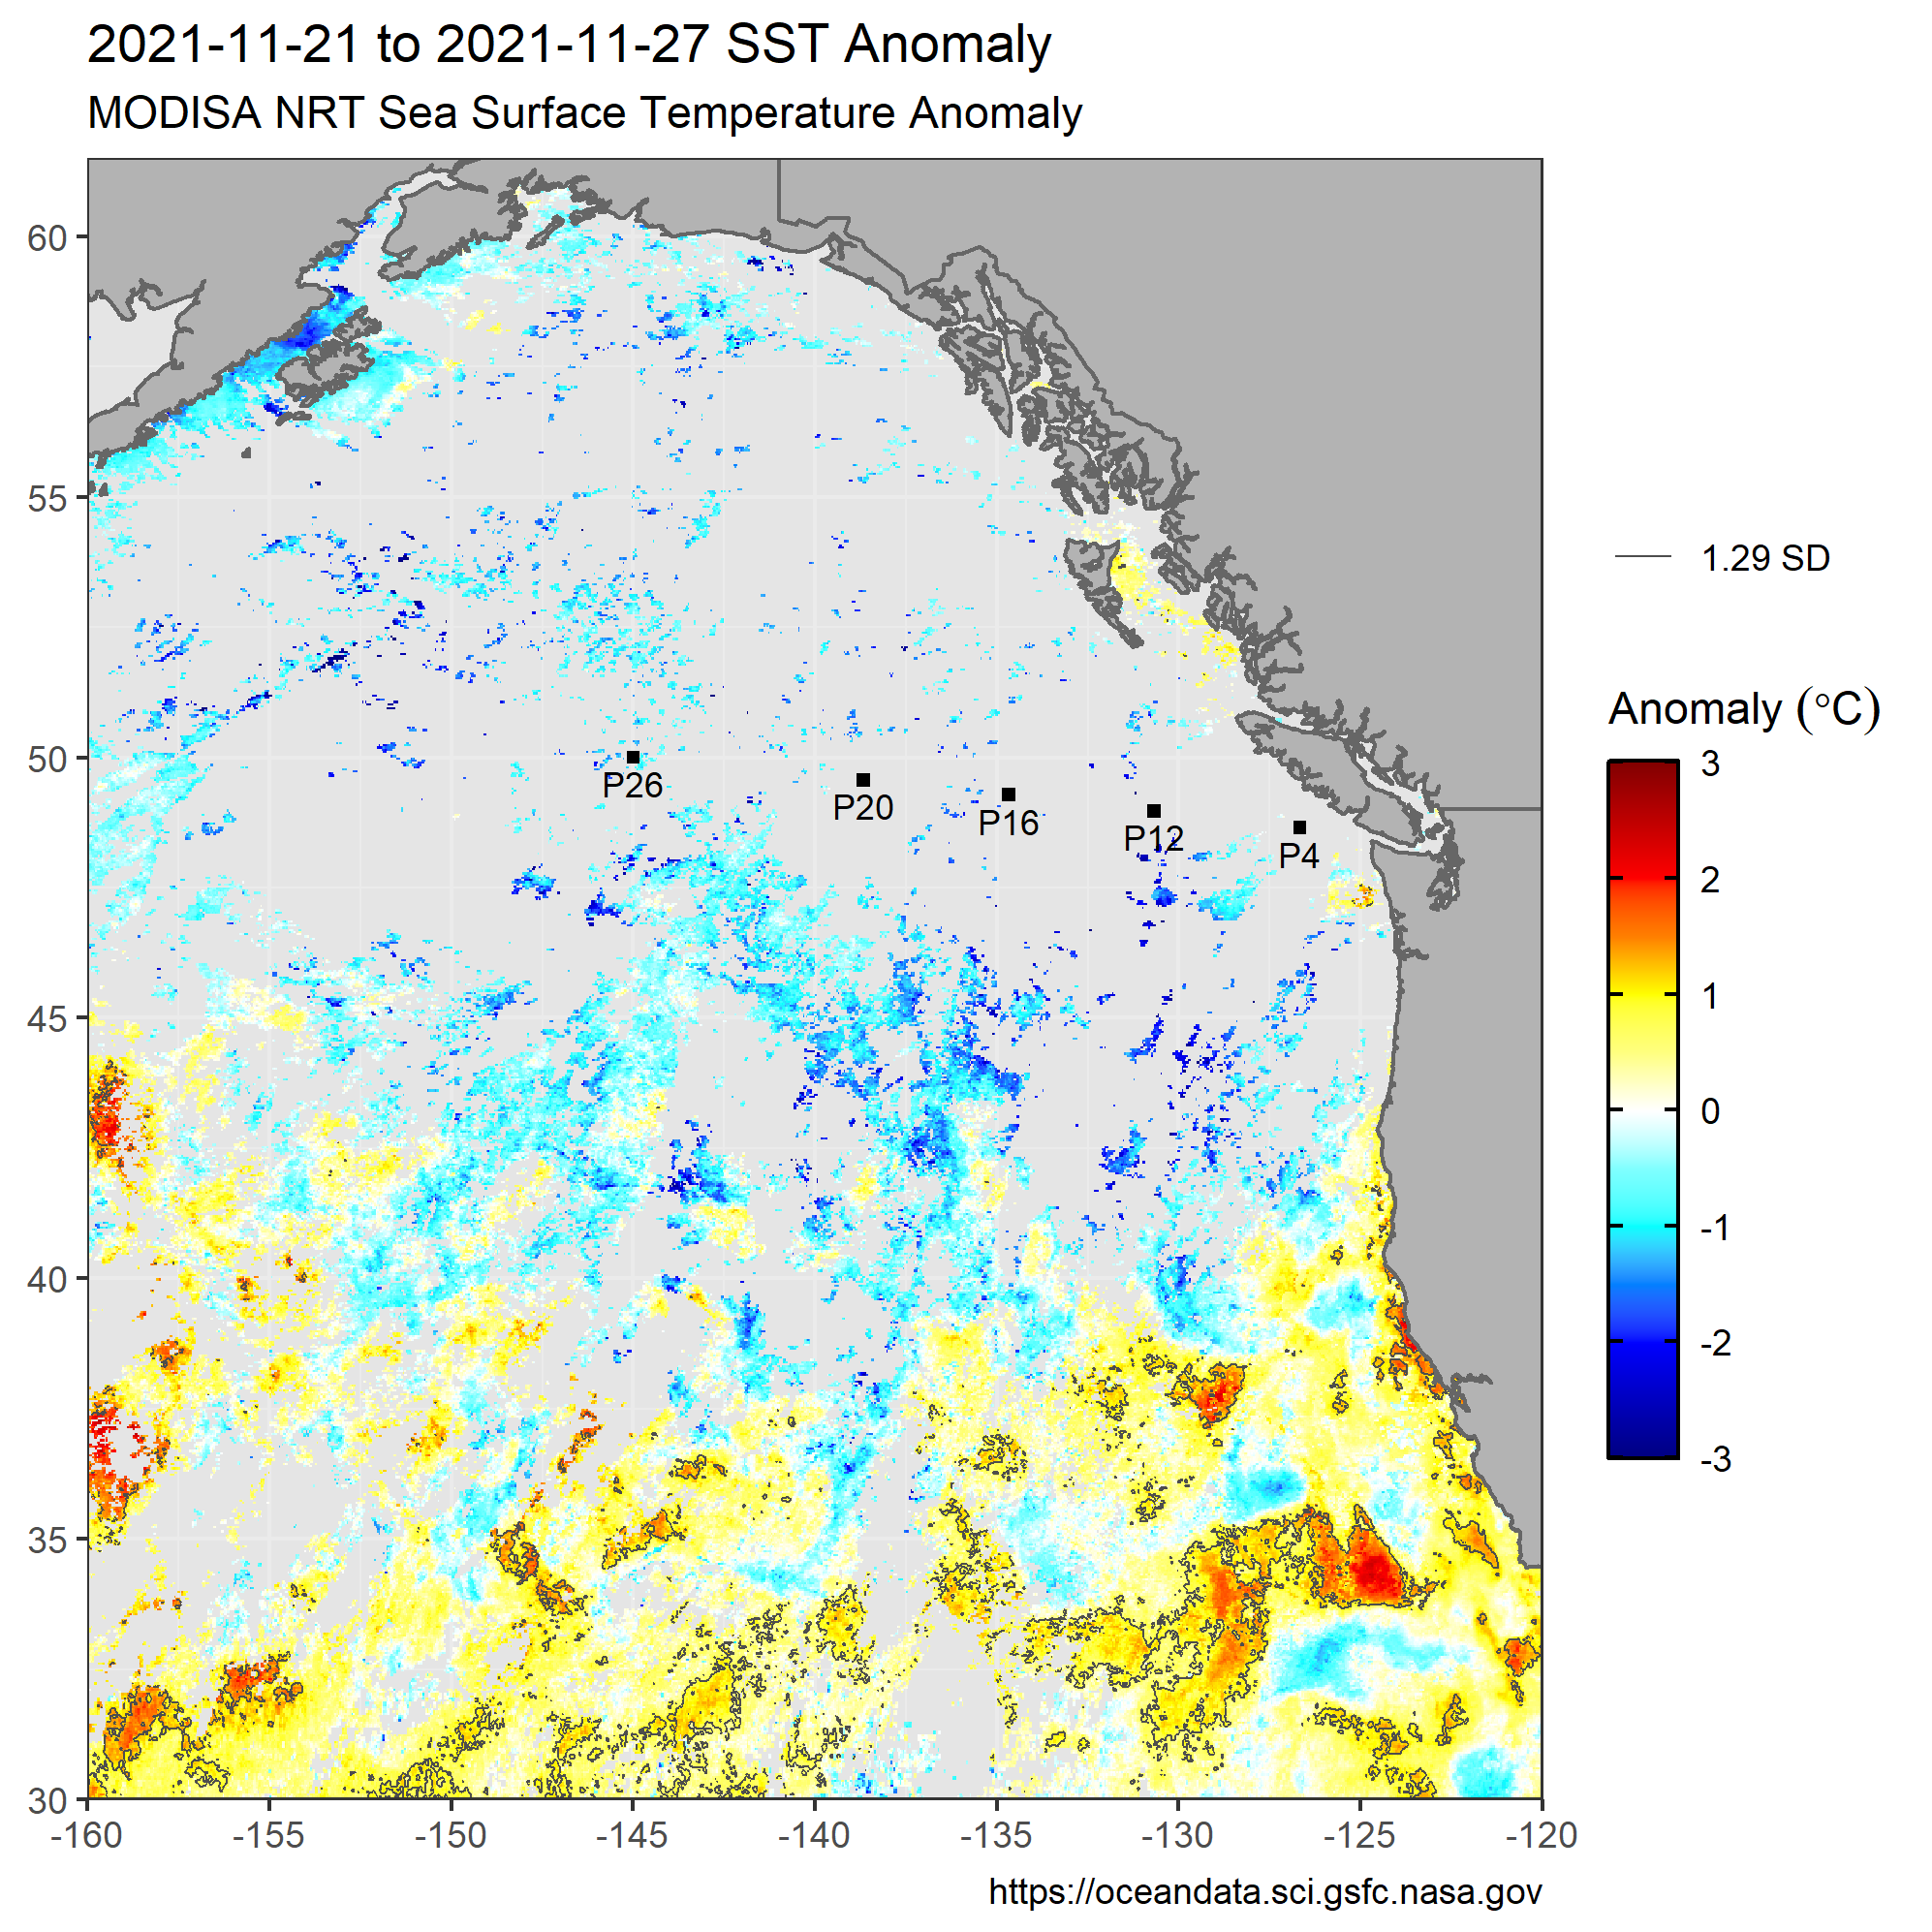 2021-11-21 to 2021-11-27 SST Anomaly
MODISA NRT Sea Surface Temperature Anomaly
60
55
50
45
40
35
30
-160
-155
-150
-145
-140
-135
-130
-125
-120
P26
P20
P16
P12
P4
1.29 SD
Anomaly (°C)
3
2
1
0
-1
-2
-3
https://oceandata.sci.gsfc.nasa.gov